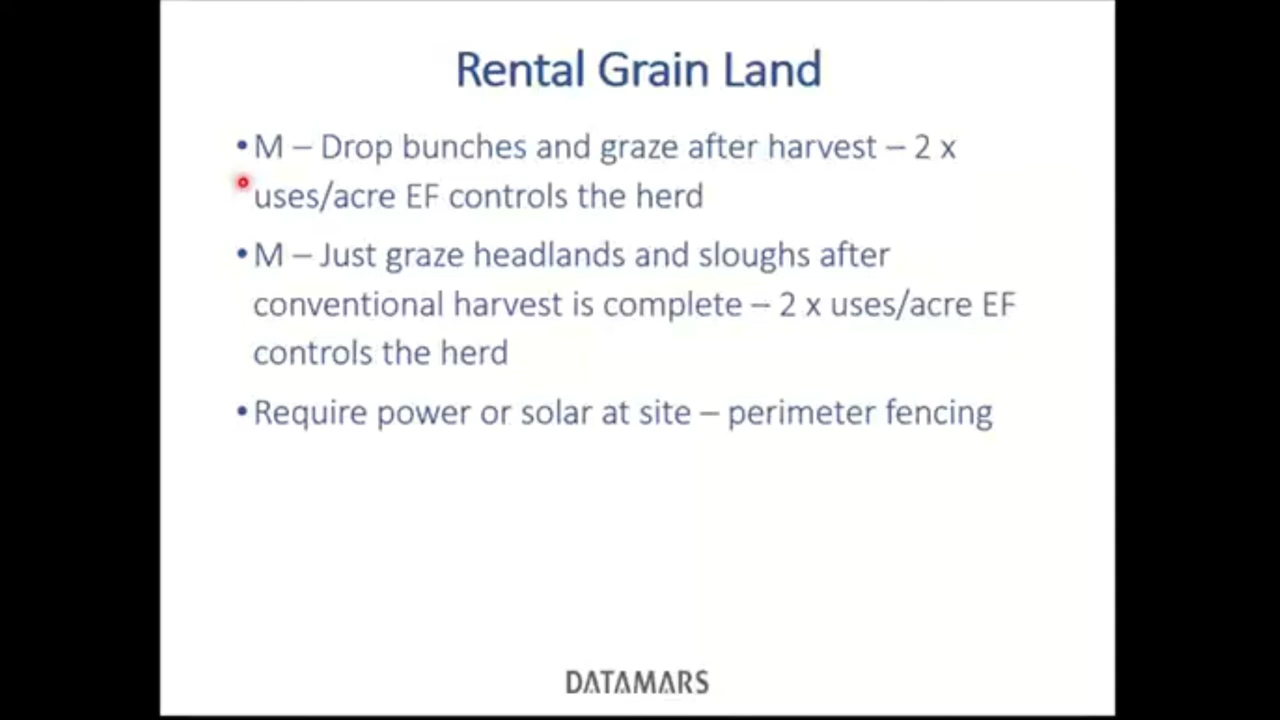 Rental Grain Land
• M – Drop bunches and graze after harvest – 2 x
uses/acre EF controls the herd
• M – Just graze headlands and sloughs after
conventional harvest is complete – 2 x uses/acre EF
controls the herd
• Require power or solar at site – perimeter fencing
DATAMARS